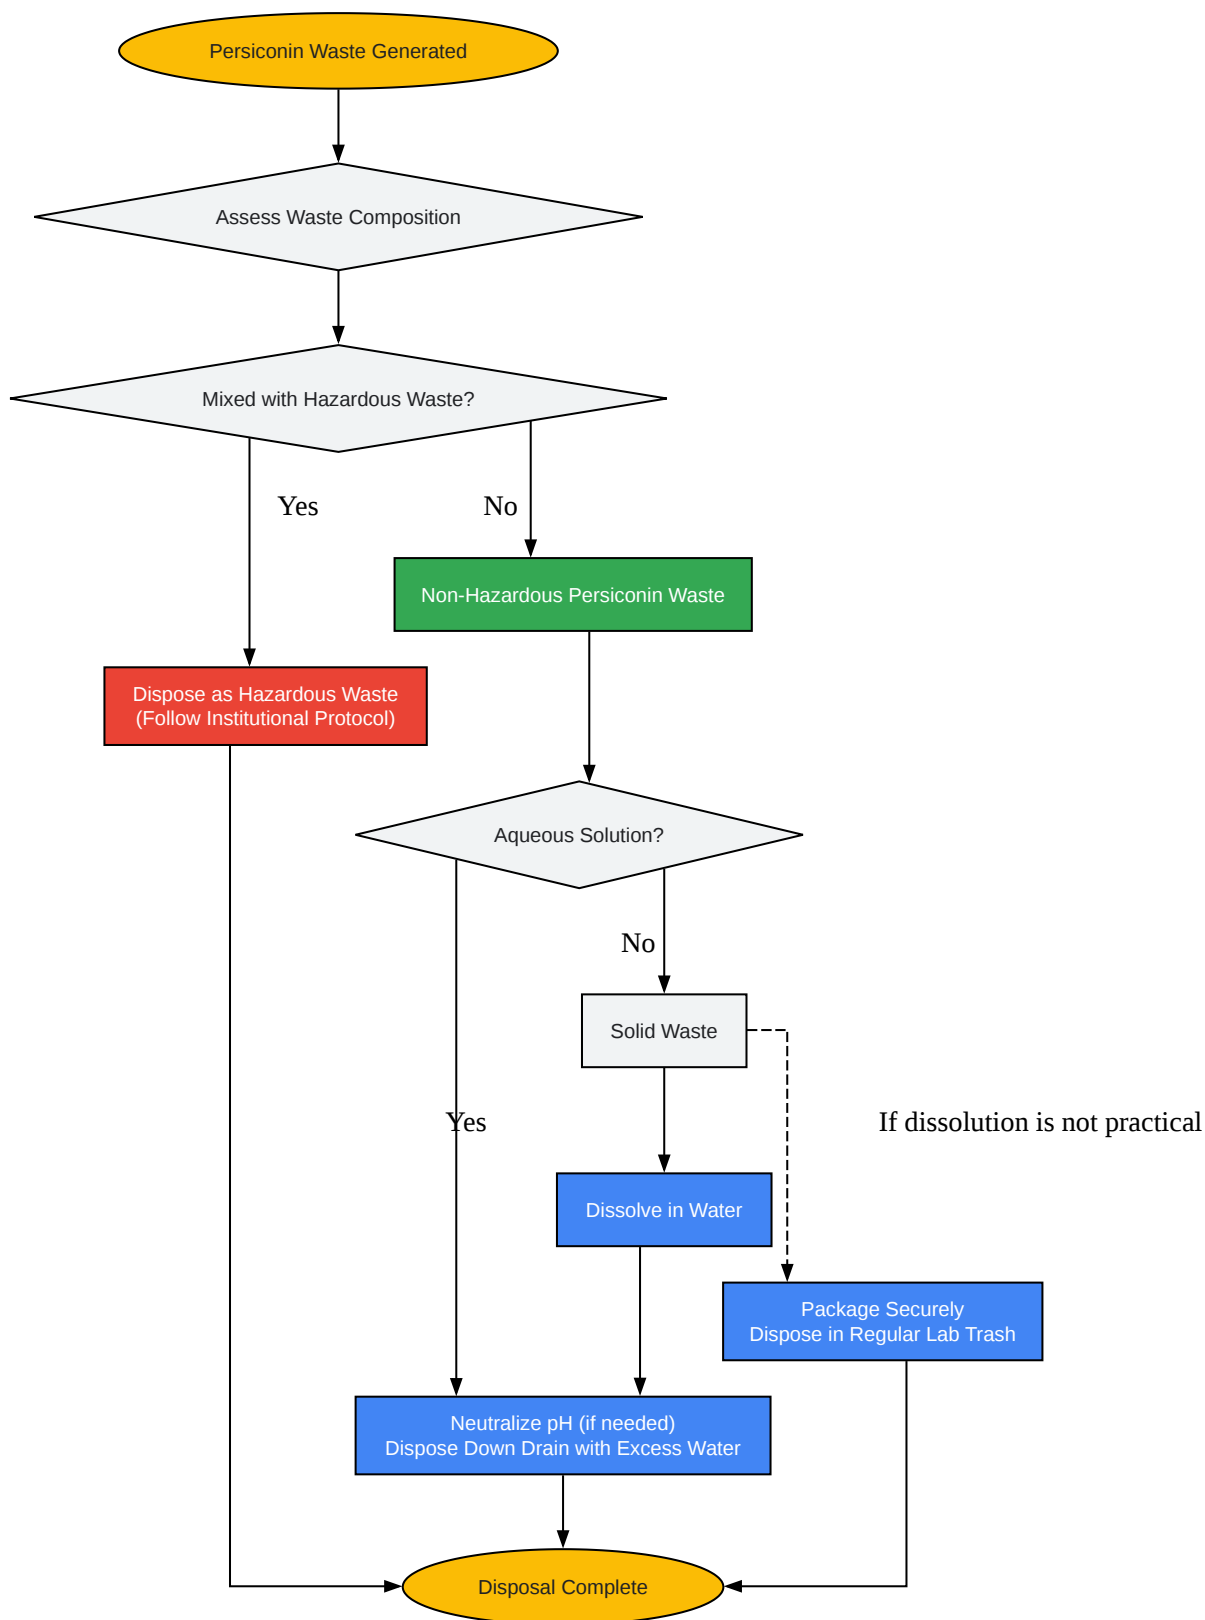 Persiconin Waste Generated
Assess Waste Composition
Mixed with Hazardous Waste?
Yes
No
Non-Hazardous Persiconin Waste
Dispose as Hazardous Waste
(Follow Institutional Protocol)
Aqueous Solution?
No
Solid Waste
Yes
If dissolution is not practical
Dissolve in Water
Package Securely
Dispose in Regular Lab Trash
Neutralize pH (if needed)
Dispose Down Drain with Excess Water
Disposal Complete